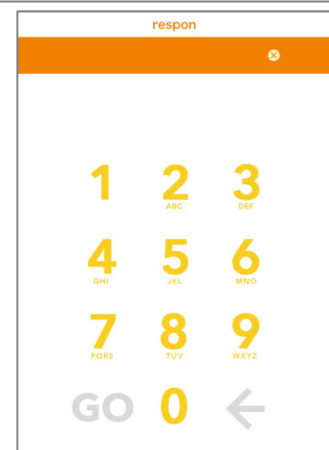 respon
1 2 3
ABC DEF
4 5 6
GHI JKL MNO
7 8 9
PQRS TUV WXYZ
GO 0